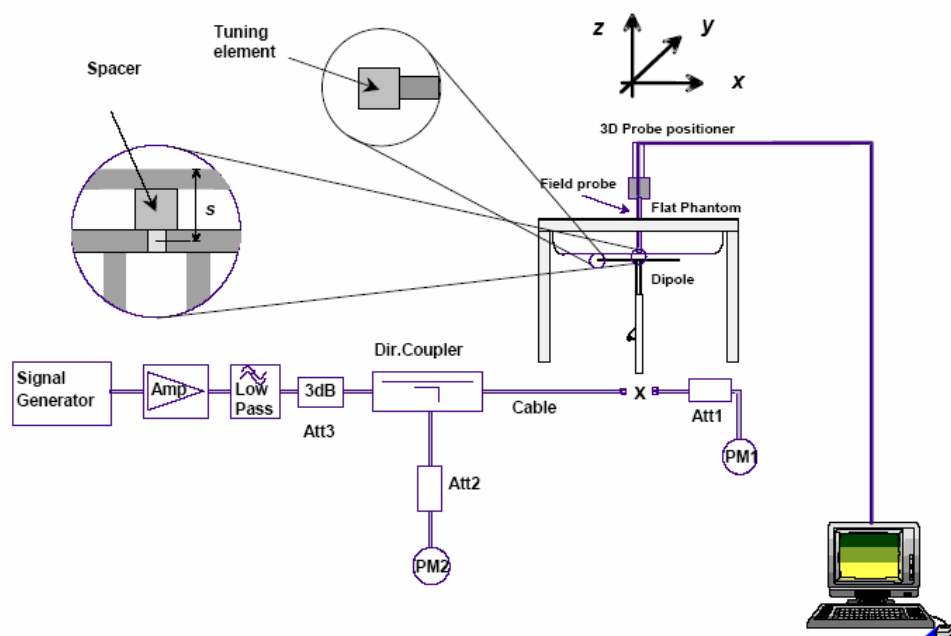 Tuning
element
Spacer
z
y
x
3D Probe positioner
Field probe
Flat Phantom
s
Dipole
Dir.Coupler
Signal
Generator
Amp
Low
Pass
3dB
Att3
Cable
X
Att1
PM1
Att2
PM2